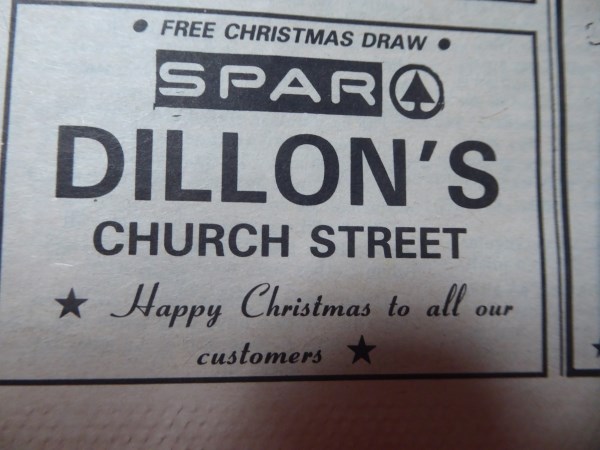 • FREE CHRISTMAS DRAW •
SPAR
DILLON'S
CHURCH STREET
★ Happy Christmas to all our
customers ★